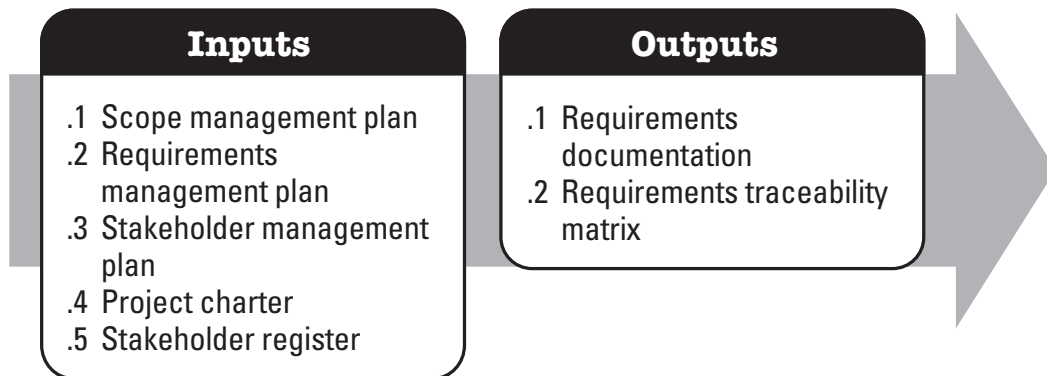 Inputs
.1 Scope management plan
.2 Requirements
management plan
.3 Stakeholder management
plan
.4 Project charter
.5 Stakeholder register
Outputs
.1 Requirements
documentation
.2 Requirements traceability
matrix